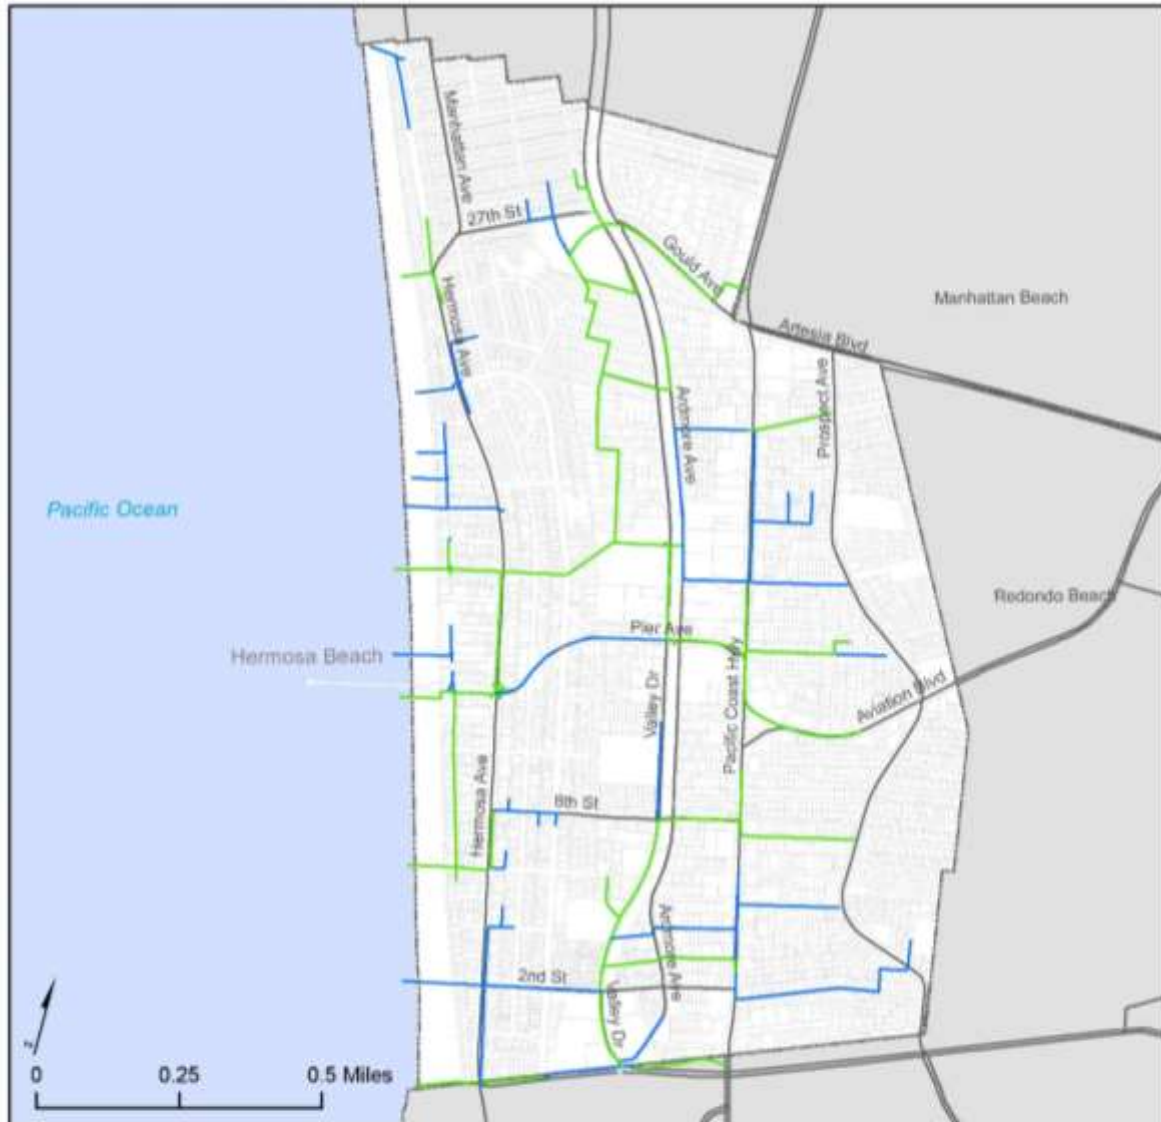 Manhattan Ave
27th St
Gould Ave
Manhattan Beach
Hermosa Ave
Artesia Blvd
Prospect Ave
Ardmore Ave
Pacific Ocean
Redondo Beach
Pier Ave
Hermosa Beach
Valley Dr
Pacific Coast Hwy
Aviation Blvd
Hermosa Ave
8th St
Ardmore Ave
2nd St
Valley Dr
z
0 0.25 0.5 Miles